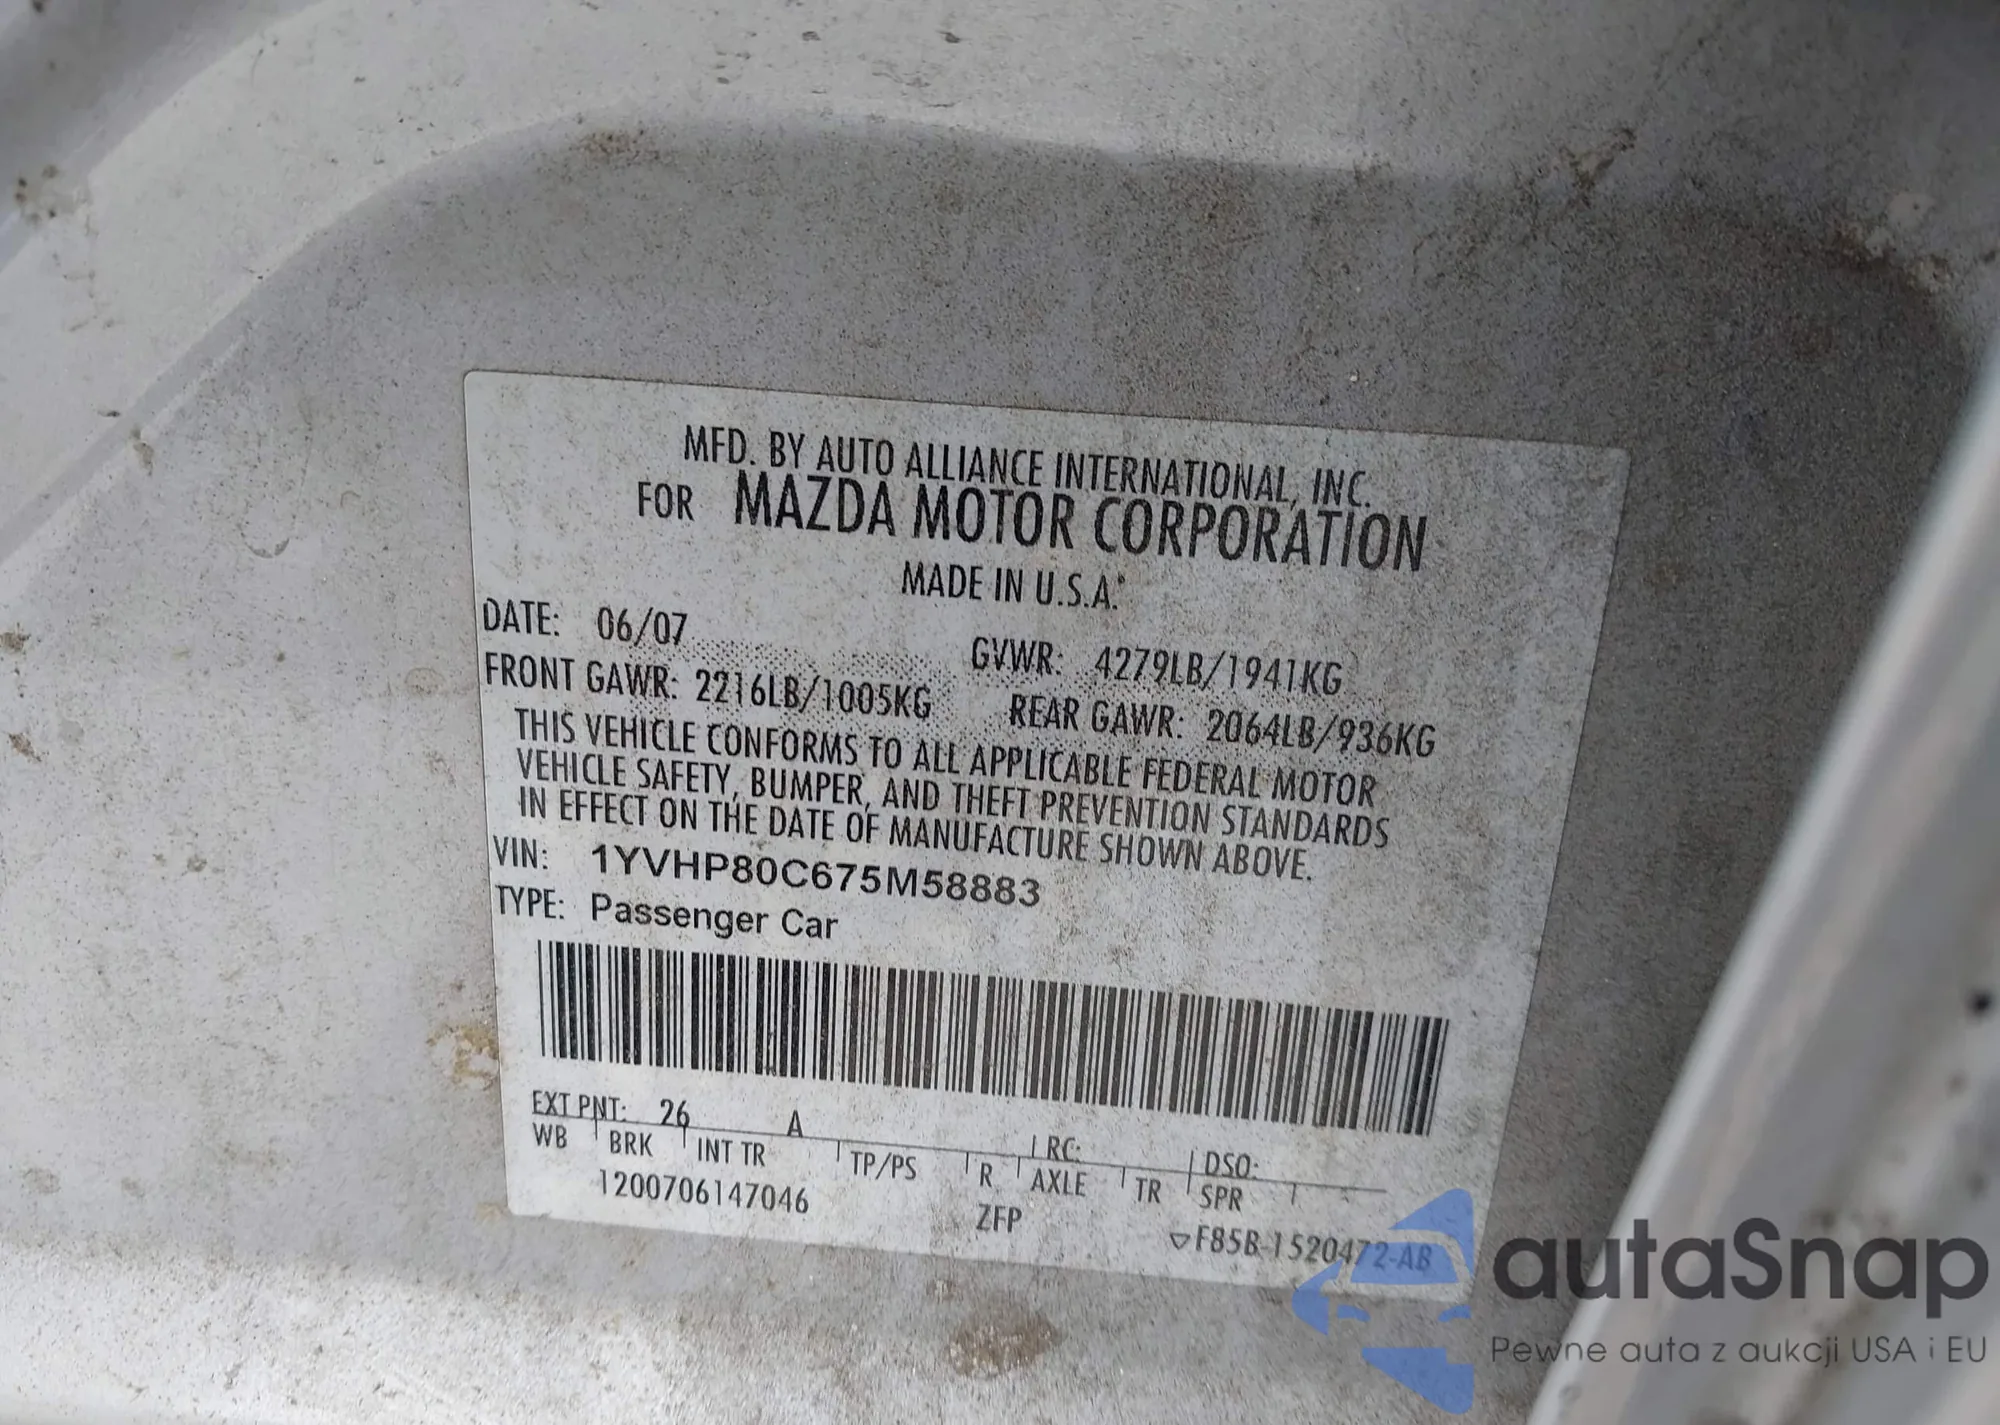 MFD. BY AUTO ALLIANCE INTERNATIONAL, INC.
FOR MAZDA MOTOR CORPORATION
MADE IN U.S.A.
DATE: 06/07 GVWR: 4279LB/1941KG
FRONT GAWR: 2216LB/1005KG REAR GAWR: 2064LB/936KG
THIS VEHICLE CONFORMS TO ALL APPLICABLE FEDERAL MOTOR
VEHICLE SAFETY, BUMPER, AND THEFT PREVENTION STANDARDS
IN EFFECT ON THE DATE OF MANUFACTURE SHOWN ABOVE.
VIN: 1YVHP80C675M58883
TYPE: Passenger Car
EXT PNT: 26 A RC: DSO:
WB BRK INT TR TP/PS R AXLE TR SPR
1200706147046 ZFP F85B-1520472-AB
autaSnap
Pewne auta z aukcji USA i EU